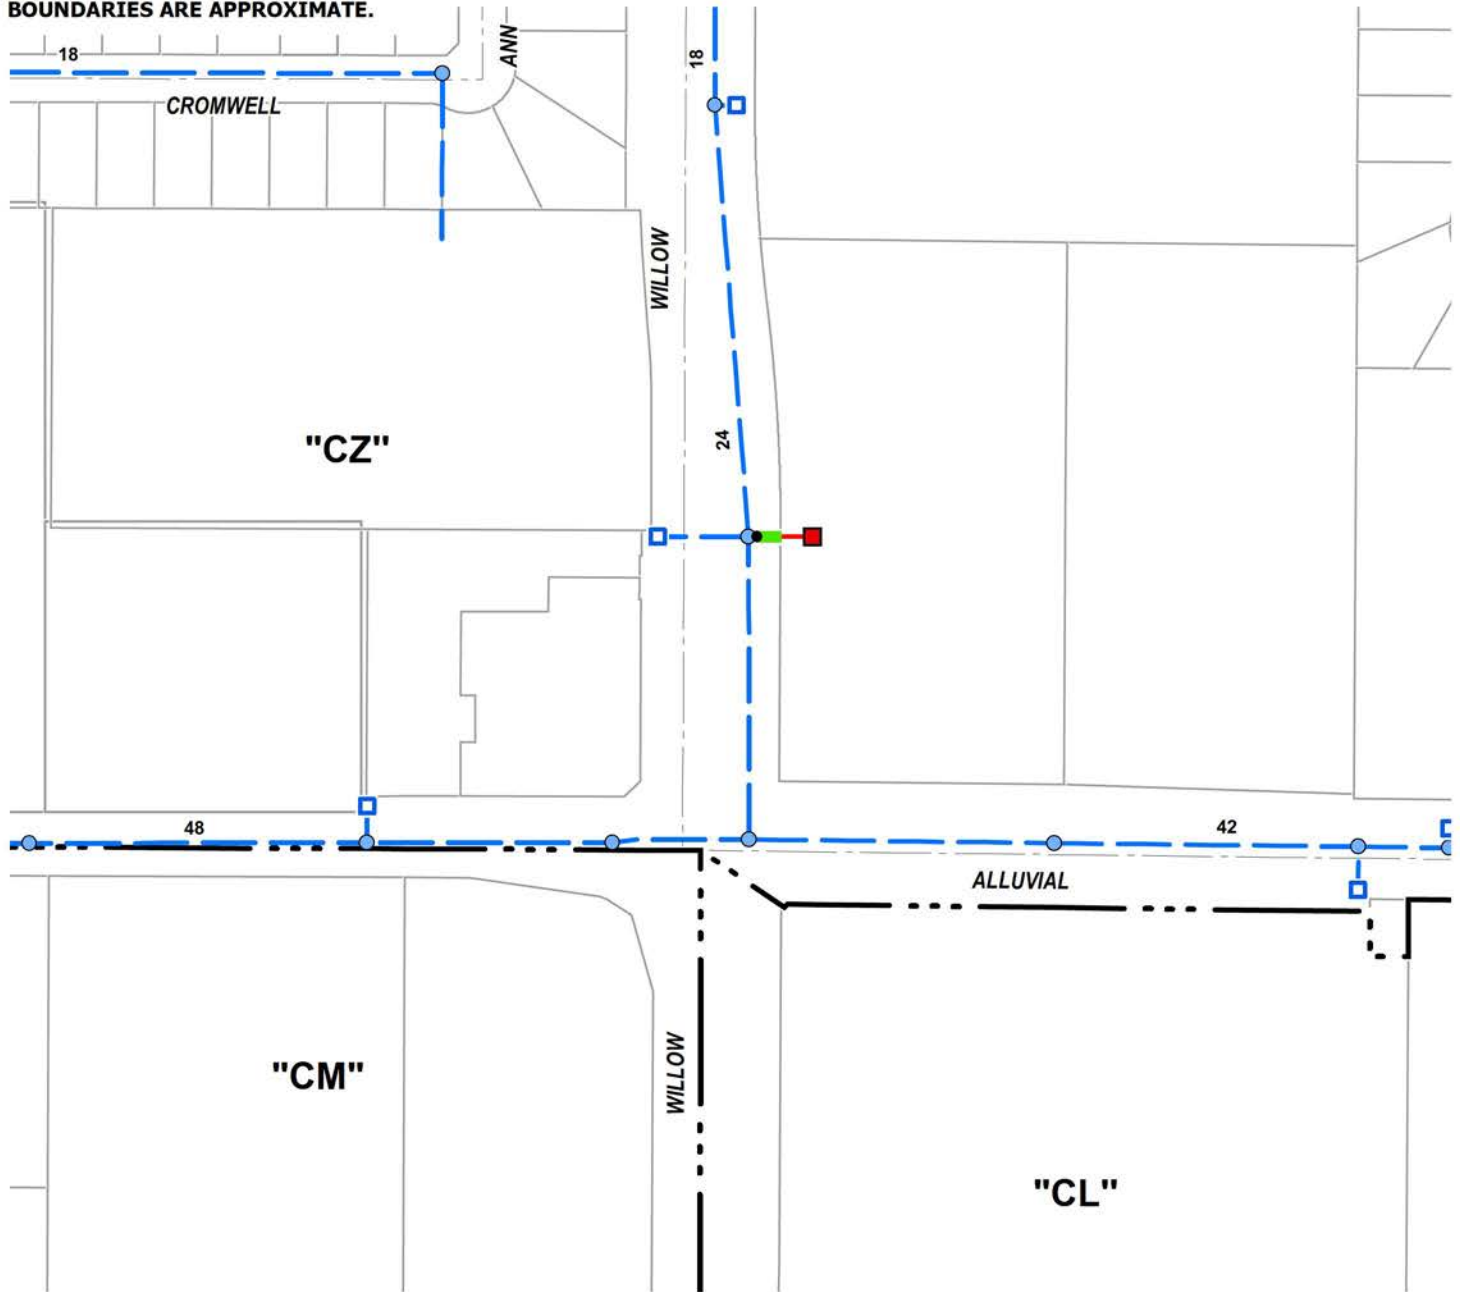 BOUNDARIES ARE APPROXIMATE.
18
ANN
18
CROMWELL
WILLOW
24
"CZ"
48
42
ALLUVIAL
WILLOW
"CM"
"CL"